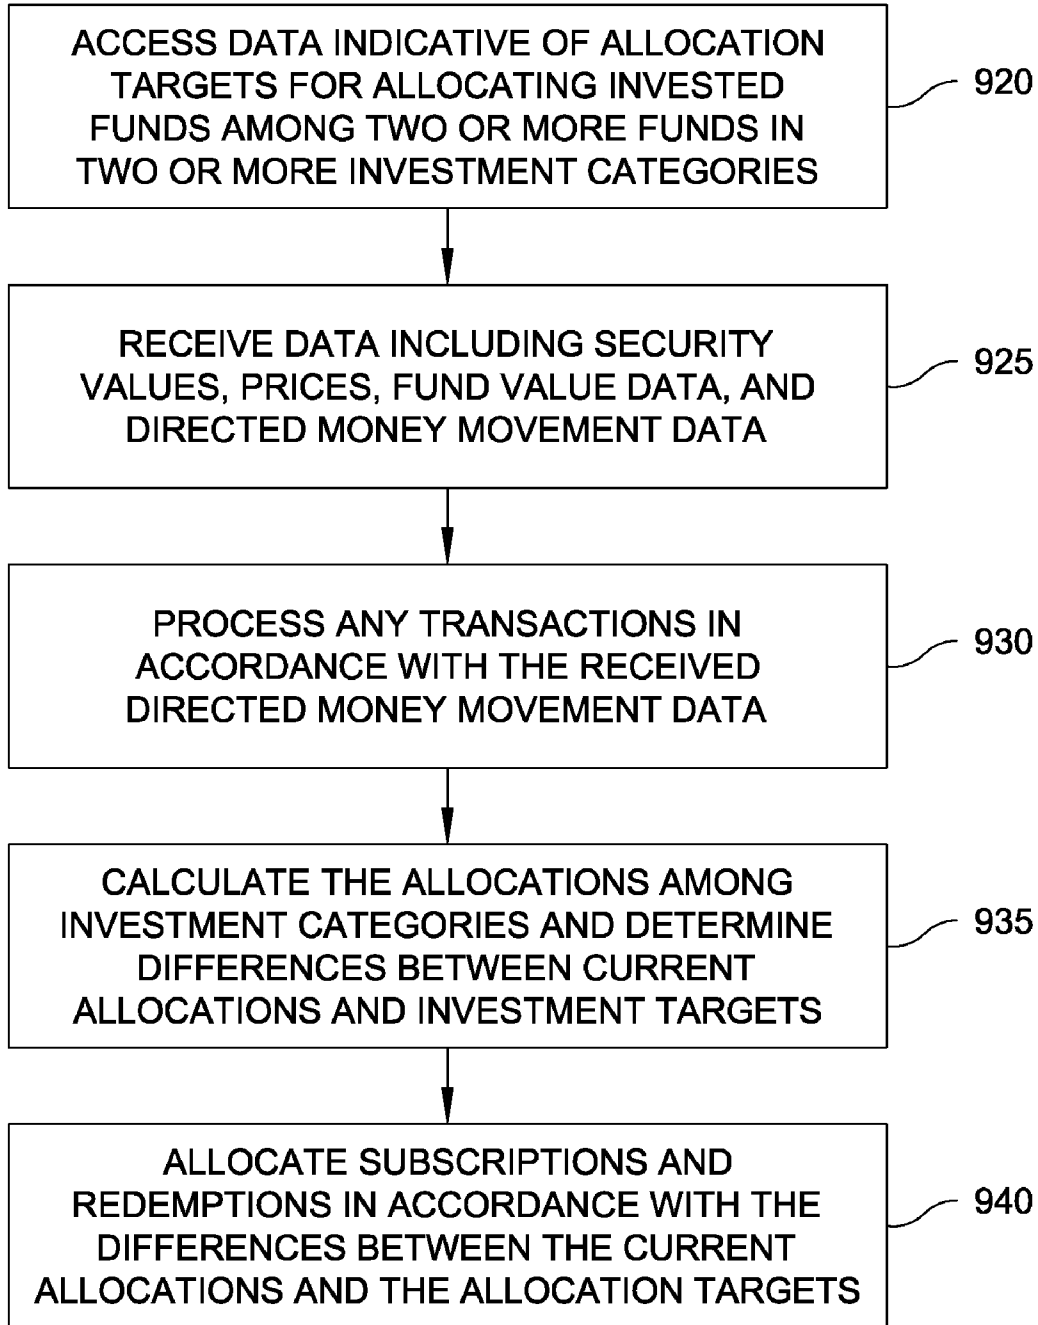 ACCESS DATA INDICATIVE OF ALLOCATION
TARGETS FOR ALLOCATING INVESTED
FUNDS AMONG TWO OR MORE FUNDS IN
TWO OR MORE INVESTMENT CATEGORIES
920
RECEIVE DATA INCLUDING SECURITY
VALUES, PRICES, FUND VALUE DATA, AND
DIRECTED MONEY MOVEMENT DATA
925
PROCESS ANY TRANSACTIONS IN
ACCORDANCE WITH THE RECEIVED
DIRECTED MONEY MOVEMENT DATA
930
CALCULATE THE ALLOCATIONS AMONG
INVESTMENT CATEGORIES AND DETERMINE
DIFFERENCES BETWEEN CURRENT
ALLOCATIONS AND INVESTMENT TARGETS
935
ALLOCATE SUBSCRIPTIONS AND
REDEMPTIONS IN ACCORDANCE WITH THE
DIFFERENCES BETWEEN THE CURRENT
ALLOCATIONS AND THE ALLOCATION TARGETS
940